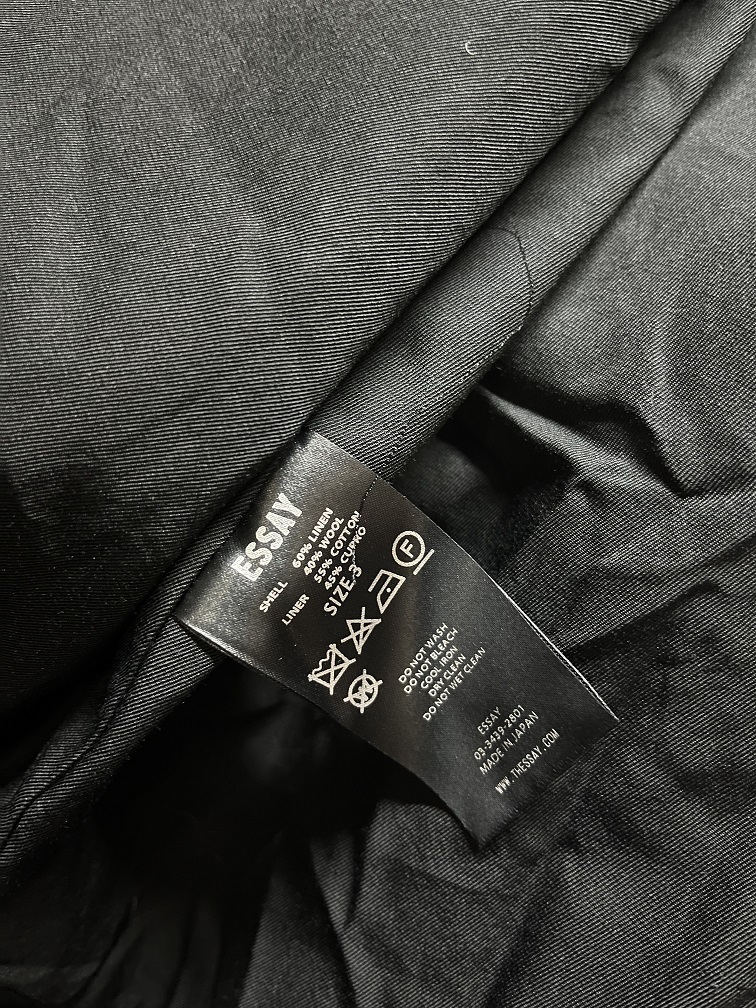 ESSAY
SHELL 60% LINEN
40% WOOL
LINER 55% COTTON
45% CUPRO
SIZE.3
F
W
DO NOT WASH
DO NOT BLEACH
COOL IRON
DRY CLEAN
DO NOT WET CLEAN
ESSAY
03-3439-2801
MADE IN JAPAN
WWW.THESSAY.COM